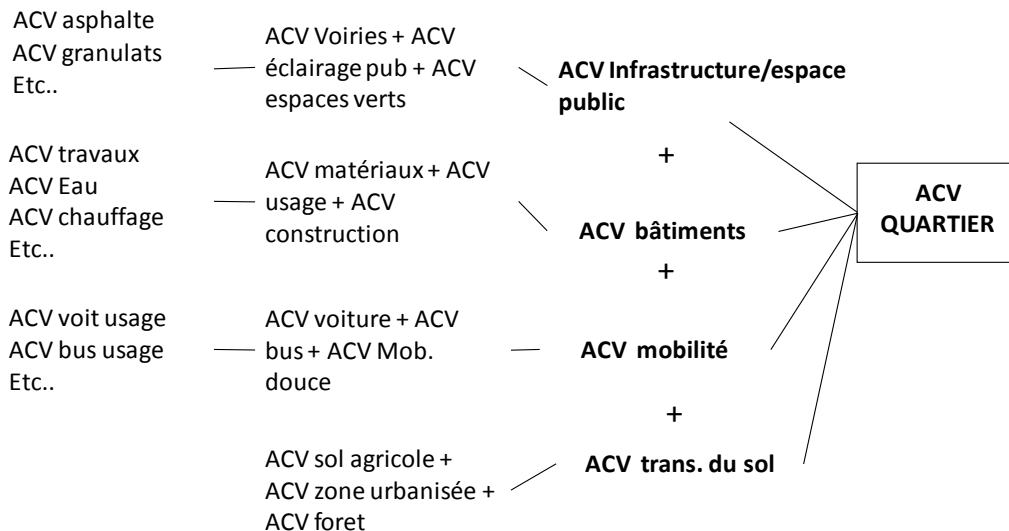 ACV asphalte
ACV granulats
Etc..
ACV Voiries + ACV
éclairage pub + ACV
espaces verts
ACV Infrastructure/espace
public
+
ACV travaux
ACV Eau
ACV chauffage
Etc..
ACV matériaux + ACV
usage + ACV
construction
ACV bâtiments
+
ACV voit usage
ACV bus usage
Etc..
ACV voiture + ACV
bus + ACV Mob.
douce
ACV mobilité
+
ACV sol agricole +
ACV zone urbanisée +
ACV foret
ACV trans. du sol
ACV
QUARTIER